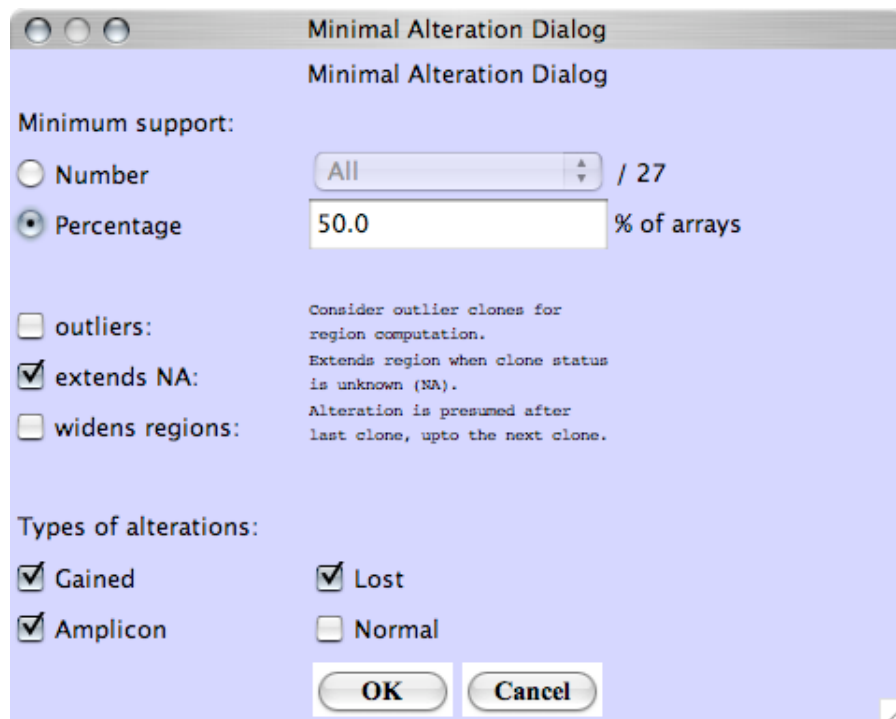 Minimal Alteration Dialog
Minimal Alteration Dialog
Minimum support:
Number All / 27
Percentage 50.0 % of arrays
outliers: Consider outlier clones for
region computation.
extends NA: Extends region when clone status
is unknown (NA).
widens regions: Alteration is presumed after
last clone, upto the next clone.
Types of alterations:
Gained Lost
Amplicon Normal
OK Cancel